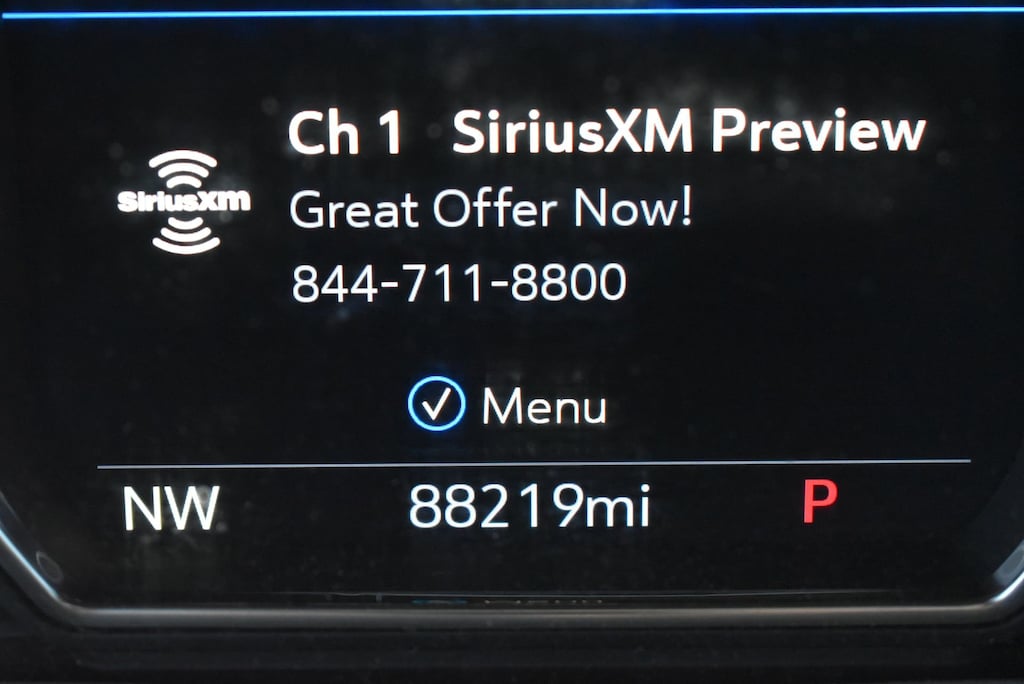 Ch 1 SiriusXM Preview
siriusxm
Great Offer Now!
844-711-8800
Menu
NW 88219mi P